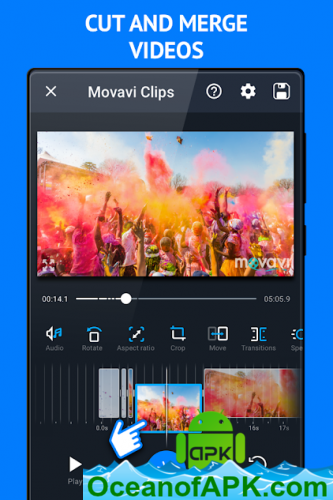 CUT AND MERGE
VIDEOS
Movavi Clips
movavi
00:14.1
05:05.9
Audio
Rotate
Aspect ratio
Crop
Move
Transitions
Spe
8.0s
16s
17s
Play
APK
OceanofAPK.com